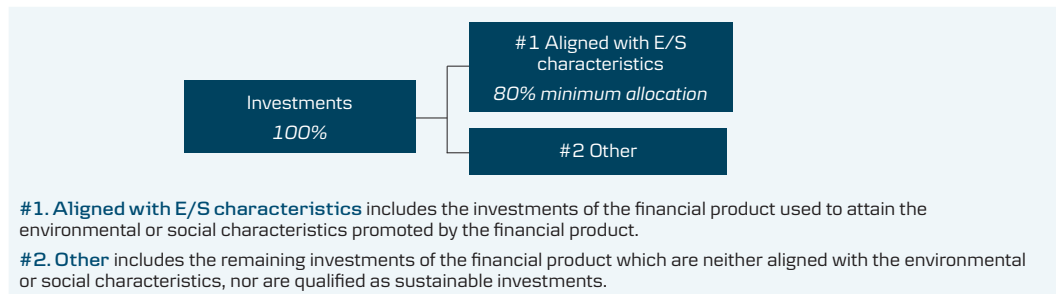 #1 Aligned with E/S
characteristics
80% minimum allocation
Investments
100%
#2 Other
#1. Aligned with E/S characteristics includes the investments of the financial product used to attain the
environmental or social characteristics promoted by the financial product.
#2. Other includes the remaining investments of the financial product which are neither aligned with the environmental
or social characteristics, nor are qualified as sustainable investments.